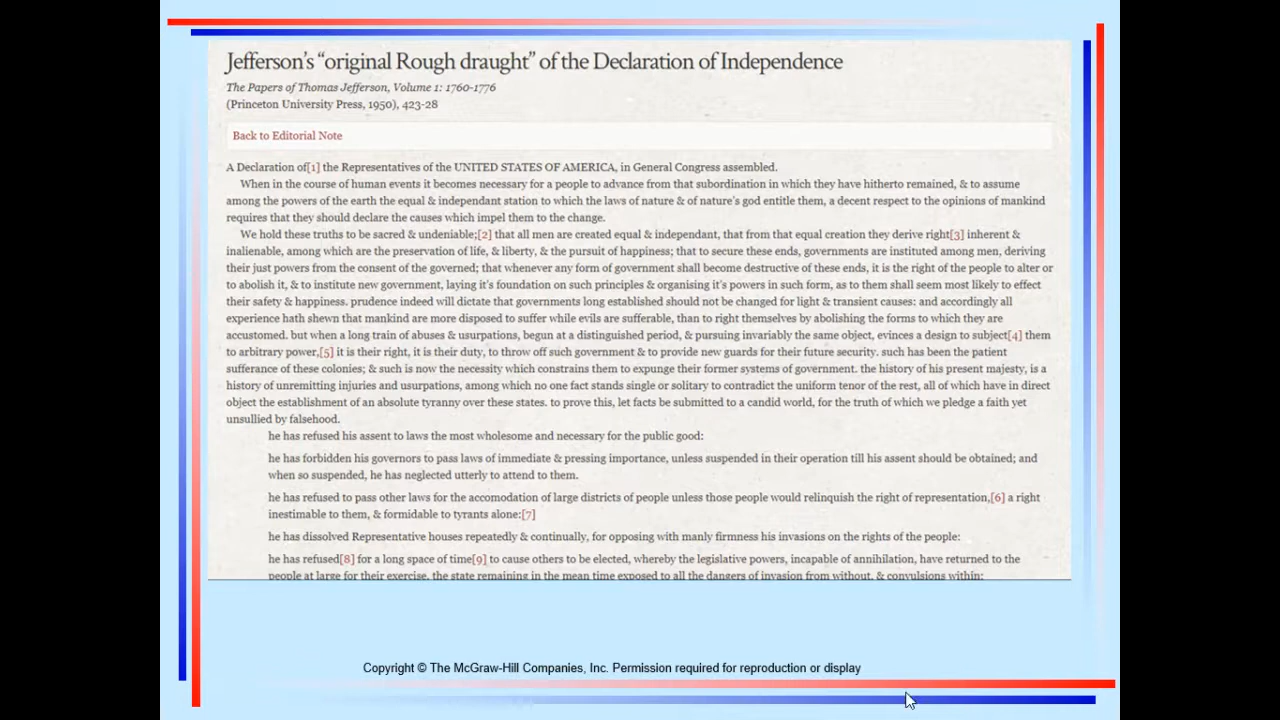 Jefferson's “original Rough draught” of the Declaration of Independence
The Papers of Thomas Jefferson, Volume 1: 1760-1776
(Princeton University Press, 1950), 423-28
Back to Editorial Note
A Declaration of[1] the Representatives of the UNITED STATES OF AMERICA, in General Congress assembled.
When in the course of human events it becomes necessary for a people to advance from that subordination in which they have hitherto remained, & to assume
among the powers of the earth the equal & independent station to which the laws of nature & of nature's god entitle them, a decent respect to the opinions of mankind
requires that they should declare the causes which impel them to the change.
We hold these truths to be sacred & undeniable;[2] that all men are created equal & independent, that from that equal creation they derive right[3] inherent &
inalienable, among which are the preservation of life, & liberty, & the pursuit of happiness; that to secure these ends, governments are instituted among men, deriving
their just powers from the consent of the governed; that whenever any form of government shall become destructive of these ends, it is the right of the people to alter or
to abolish it, & to institute new government, laying it's foundation on such principles & organising it's powers in such form, as to them shall seem most likely to effect
their safety & happiness. prudence indeed will dictate that governments long established should not be changed for light & transient causes: and accordingly all
experience hath shewn that mankind are more disposed to suffer while evils are sufferable, than to right themselves by abolishing the forms to which they are
accustomed. but when a long train of abuses & usurpations, begun at a distinguished period, & pursuing invariably the same object, evinces a design to subject[4] them
to arbitrary power,[5] it is their right, it is their duty, to throw off such government & to provide new guards for their future security. such has been the patient
sufferance of these colonies; & such is now the necessity which constrains them to expunge their former systems of government. the history of his present majesty, is a
history of unremitting injuries and usurpations, among which no one fact stands single or solitary to contradict the uniform tenor of the rest, all of which have in direct
object the establishment of an absolute tyranny over these states. to prove this, let facts be submitted to a candid world, for the truth of which we pledge a faith yet
unsullied by falsehood.
he has refused his assent to laws the most wholesome and necessary for the public good:
he has forbidden his governors to pass laws of immediate & pressing importance, unless suspended in their operation till his assent should be obtained; and
when so suspended, he has neglected utterly to attend to them.
he has refused to pass other laws for the accomodation of large districts of people unless those people would relinquish the right of representation,[6] a right
inestimable to them, & formidable to tyrants alone:[7]
he has dissolved Representative houses repeatedly & continually, for opposing with manly firmness his invasions on the rights of the people:
he has refused[8] for a long space of time[9] to cause others to be elected, whereby the legislative powers, incapable of annihilation, have returned to the
people at large for their exercise, the state remaining in the mean time exposed to all the dangers of invasion from without, & convulsions within:
Copyright © The McGraw-Hill Companies, Inc. Permission required for reproduction or display